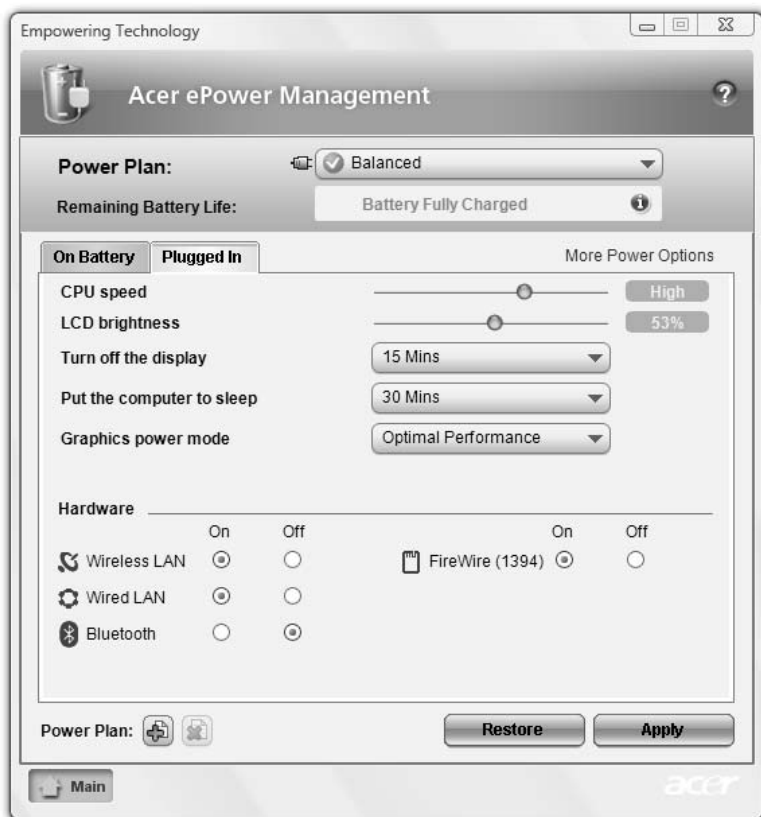 Empowering Technology
Acer ePower Management
Power Plan: Balanced
Remaining Battery Life: Battery Fully Charged
On Battery Plugged In More Power Options
CPU speed High
LCD brightness 53%
Turn off the display 15 Mins
Put the computer to sleep 30 Mins
Graphics power mode Optimal Performance
Hardware
On Off On Off
Wireless LAN FireWire (1394)
Wired LAN
Bluetooth
Power Plan: Restore Apply
Main acer